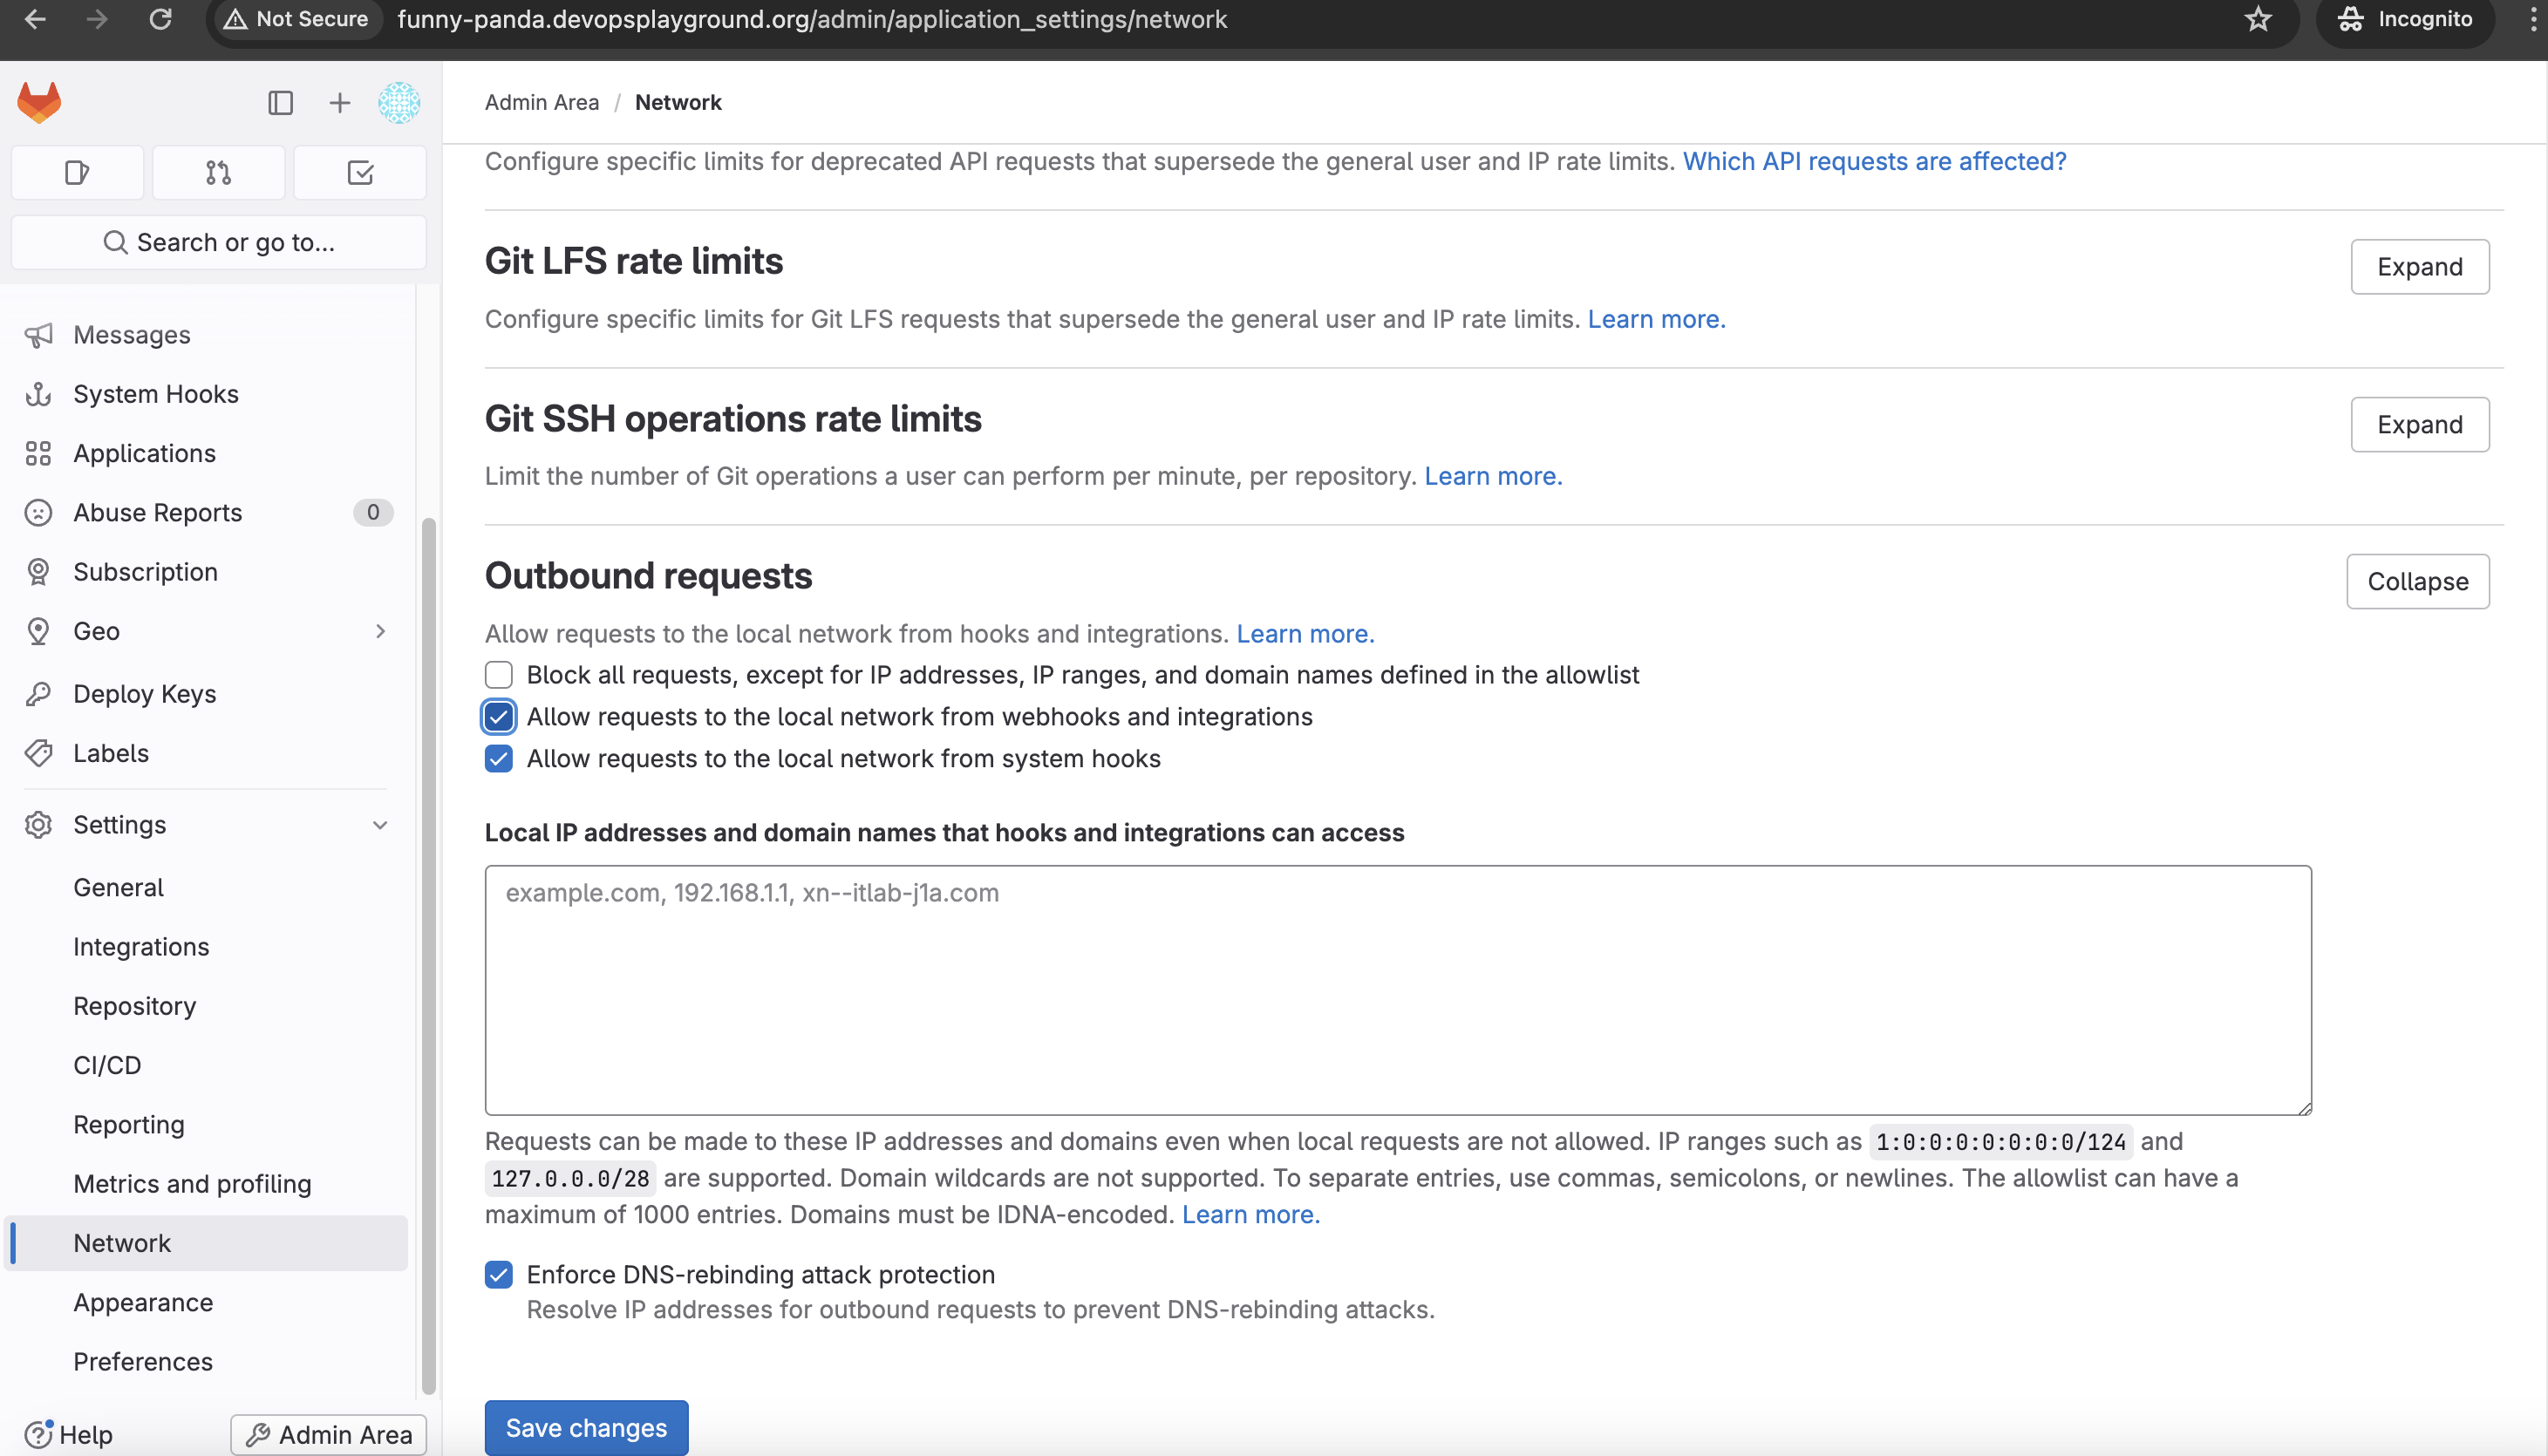 Not Secure
funny-panda.devopsplayground.org/admin/application_settings/network
Incognito
Search or go to...
Messages
System Hooks
Applications
Abuse Reports 0
Subscription
Geo
Deploy Keys
Labels
Settings
General
Integrations
Repository
CI/CD
Reporting
Metrics and profiling
Network
Appearance
Preferences
Help
Admin Area
Admin Area / Network
Configure specific limits for deprecated API requests that supersede the general user and IP rate limits. Which API requests are affected?
Git LFS rate limits
Expand
Configure specific limits for Git LFS requests that supersede the general user and IP rate limits. Learn more.
Git SSH operations rate limits
Expand
Limit the number of Git operations a user can perform per minute, per repository. Learn more.
Outbound requests
Collapse
Allow requests to the local network from hooks and integrations. Learn more.
Block all requests, except for IP addresses, IP ranges, and domain names defined in the allowlist
Allow requests to the local network from webhooks and integrations
Allow requests to the local network from system hooks
Local IP addresses and domain names that hooks and integrations can access
example.com, 192.168.1.1, xn--itlab-j1a.com
Requests can be made to these IP addresses and domains even when local requests are not allowed. IP ranges such as 1:0:0:0:0:0:0:0/124 and
127.0.0.0/28 are supported. Domain wildcards are not supported. To separate entries, use commas, semicolons, or newlines. The allowlist can have a
maximum of 1000 entries. Domains must be IDNA-encoded. Learn more.
Enforce DNS-rebinding attack protection
Resolve IP addresses for outbound requests to prevent DNS-rebinding attacks.
Save changes